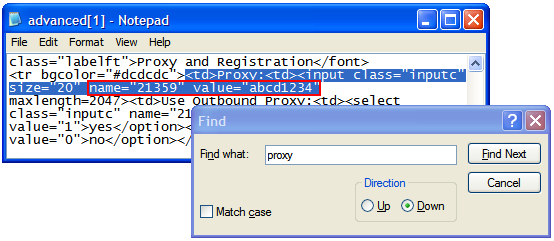 advanced[1] - Notepad
File Edit Format View Help
class="labelft">Proxy and Registration</font>
<tr bgcolor="#dcdcdc"><td>Proxy:<td><input class="inputc"
size="20" name="21359" value="abcd1234"
maxlength=2047><td>Use Outbound Proxy:<td><select
class="inputc" name="21
value="1">yes</option><
value="0">no</option></
Find
Find what: proxy
Find Next
Cancel
Direction
Match case
Up Down